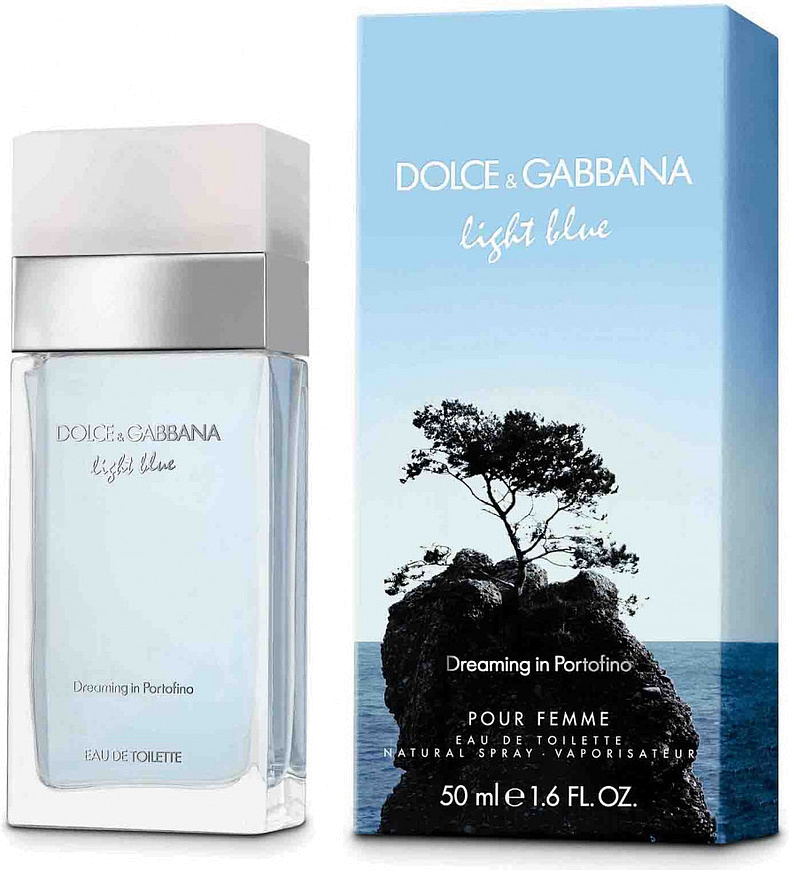 DOLCE & GABBANA
light blue
Dreaming in Portofino
EAU DE TOILETTE
DOLCE & GABBANA
light blue
Dreaming in Portofino
POUR FEMME
EAU DE TOILETTE
NATURAL SPRAY · VAPORISATEUR
50 ml e 1.6 FL. OZ.